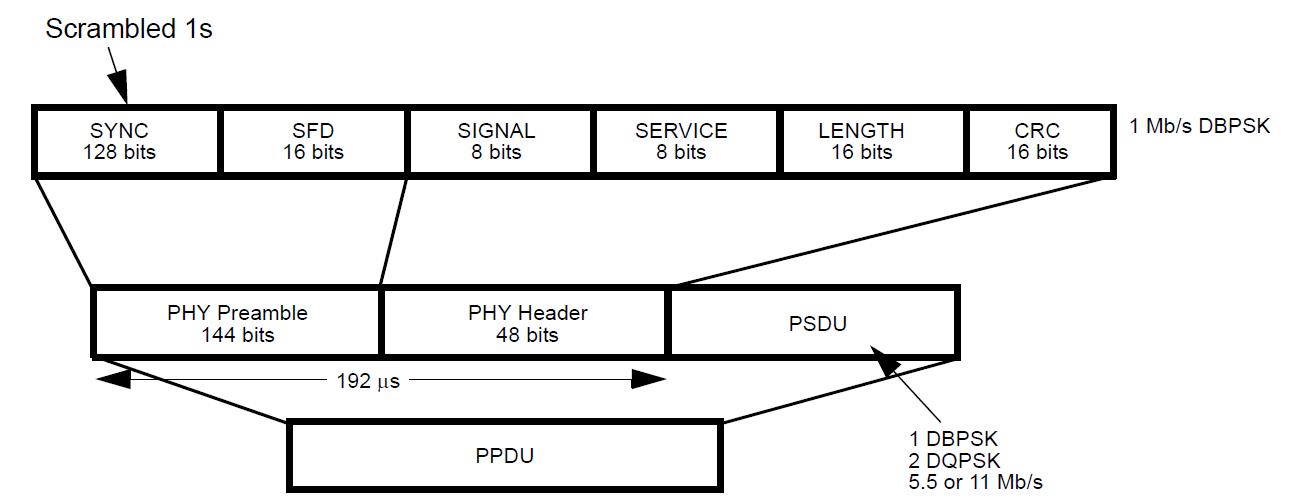 Scrambled 1s
SYNC
128 bits
SFD
16 bits
SIGNAL
8 bits
SERVICE
8 bits
LENGTH
16 bits
CRC
16 bits
1 Mb/s DBPSK
PHY Preamble
144 bits
PHY Header
48 bits
PSDU
192 μs
PPDU
1 DBPSK
2 DQPSK
5.5 or 11 Mb/s